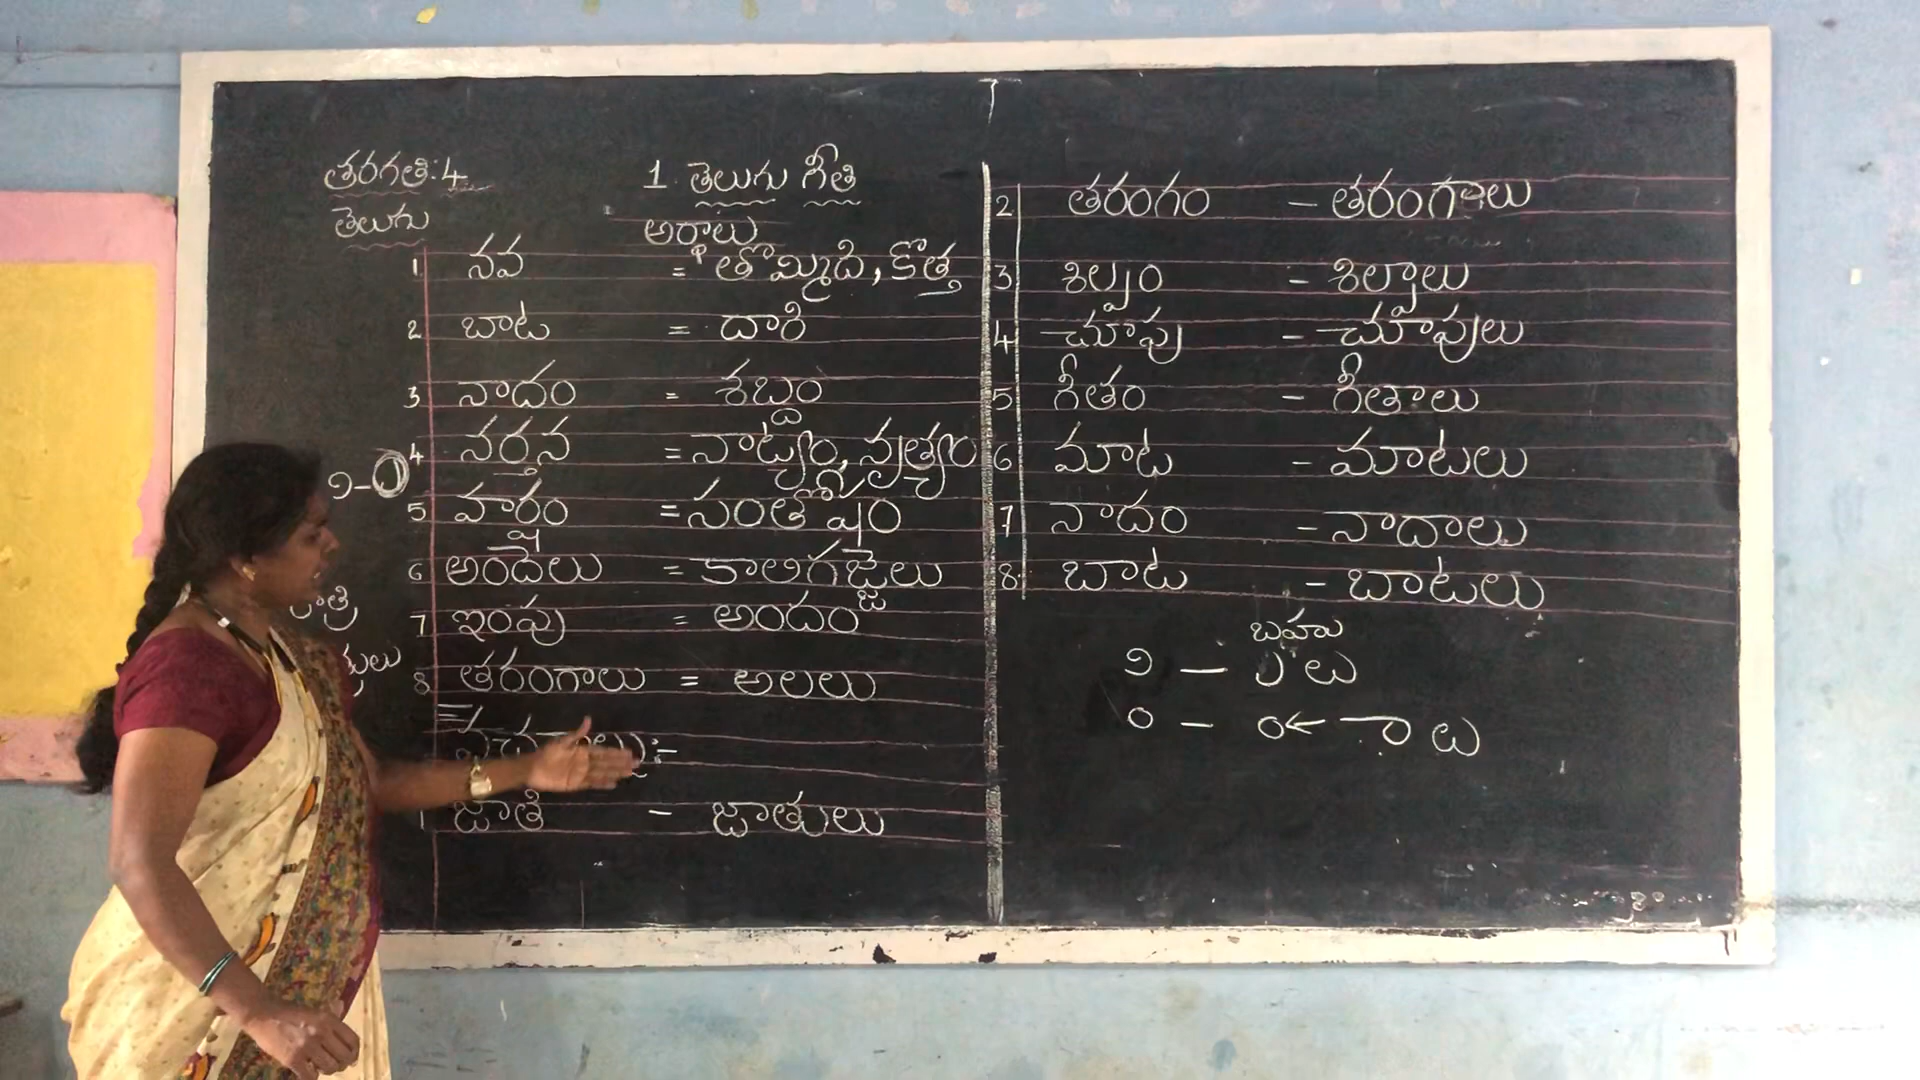 తరగతి:4
తెలుగు
1. తెలుగు గీతి
అర్థాలు
1 నవ = తొమ్మిది, కొత్త
2 బాట = దారి
3 నాదం = శబ్దం
4 నర్తన = నాట్యం, నృత్యం
5 హర్షం = సంతోషం
6 అందెలు = కాలిగజ్జెలు
7 ఇంపు = అందం
8 తరంగాలు = అలలు
1 జాతి – జాతులు
2 తరంగం – తరంగాలు
3 శిల్పం - శిల్పాలు
4 చూపు - చూపులు
5 గీతం - గీతాలు
6 మాట - మాటలు
7 నాదం - నాదాలు
8. బాట - బాటలు
బహు
ి — ు లు
ం — ం← ా లు